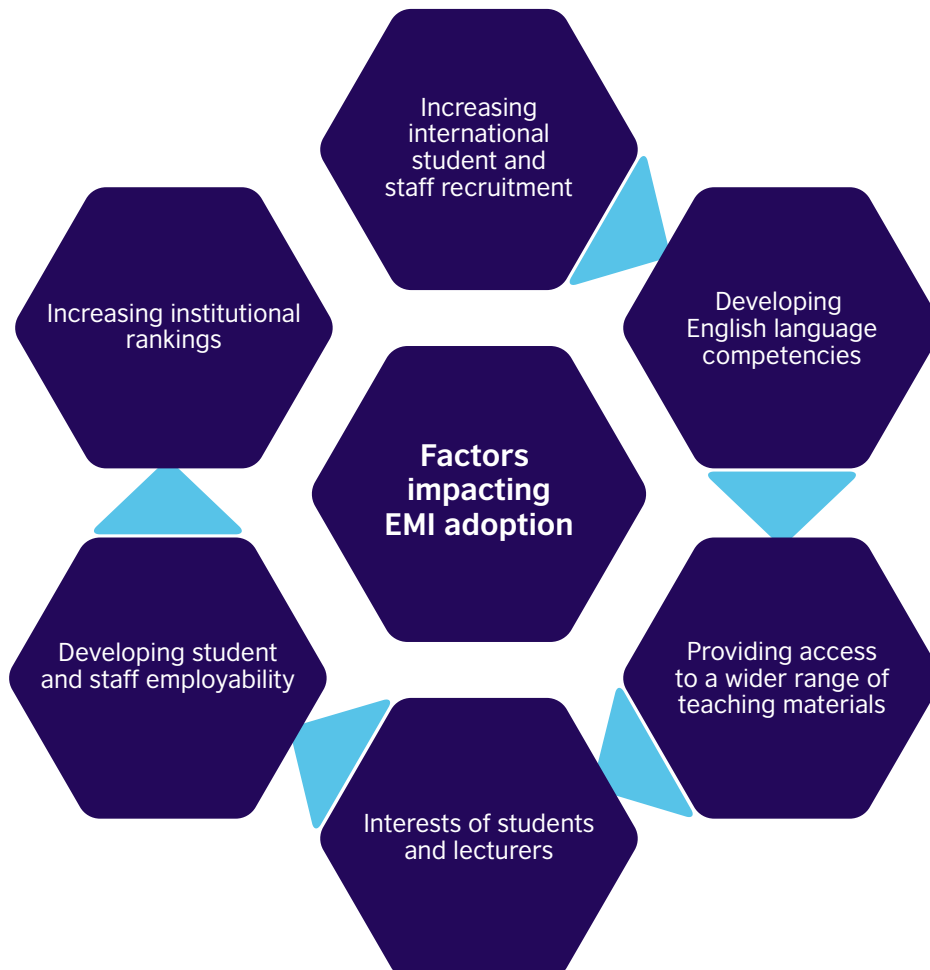 Increasing
international
student and
staff recruitment
Developing
English language
competencies
Providing access
to a wider range of
teaching materials
Interests of students
and lecturers
Developing student
and staff employability
Increasing institutional
rankings
Factors
impacting
EMI adoption